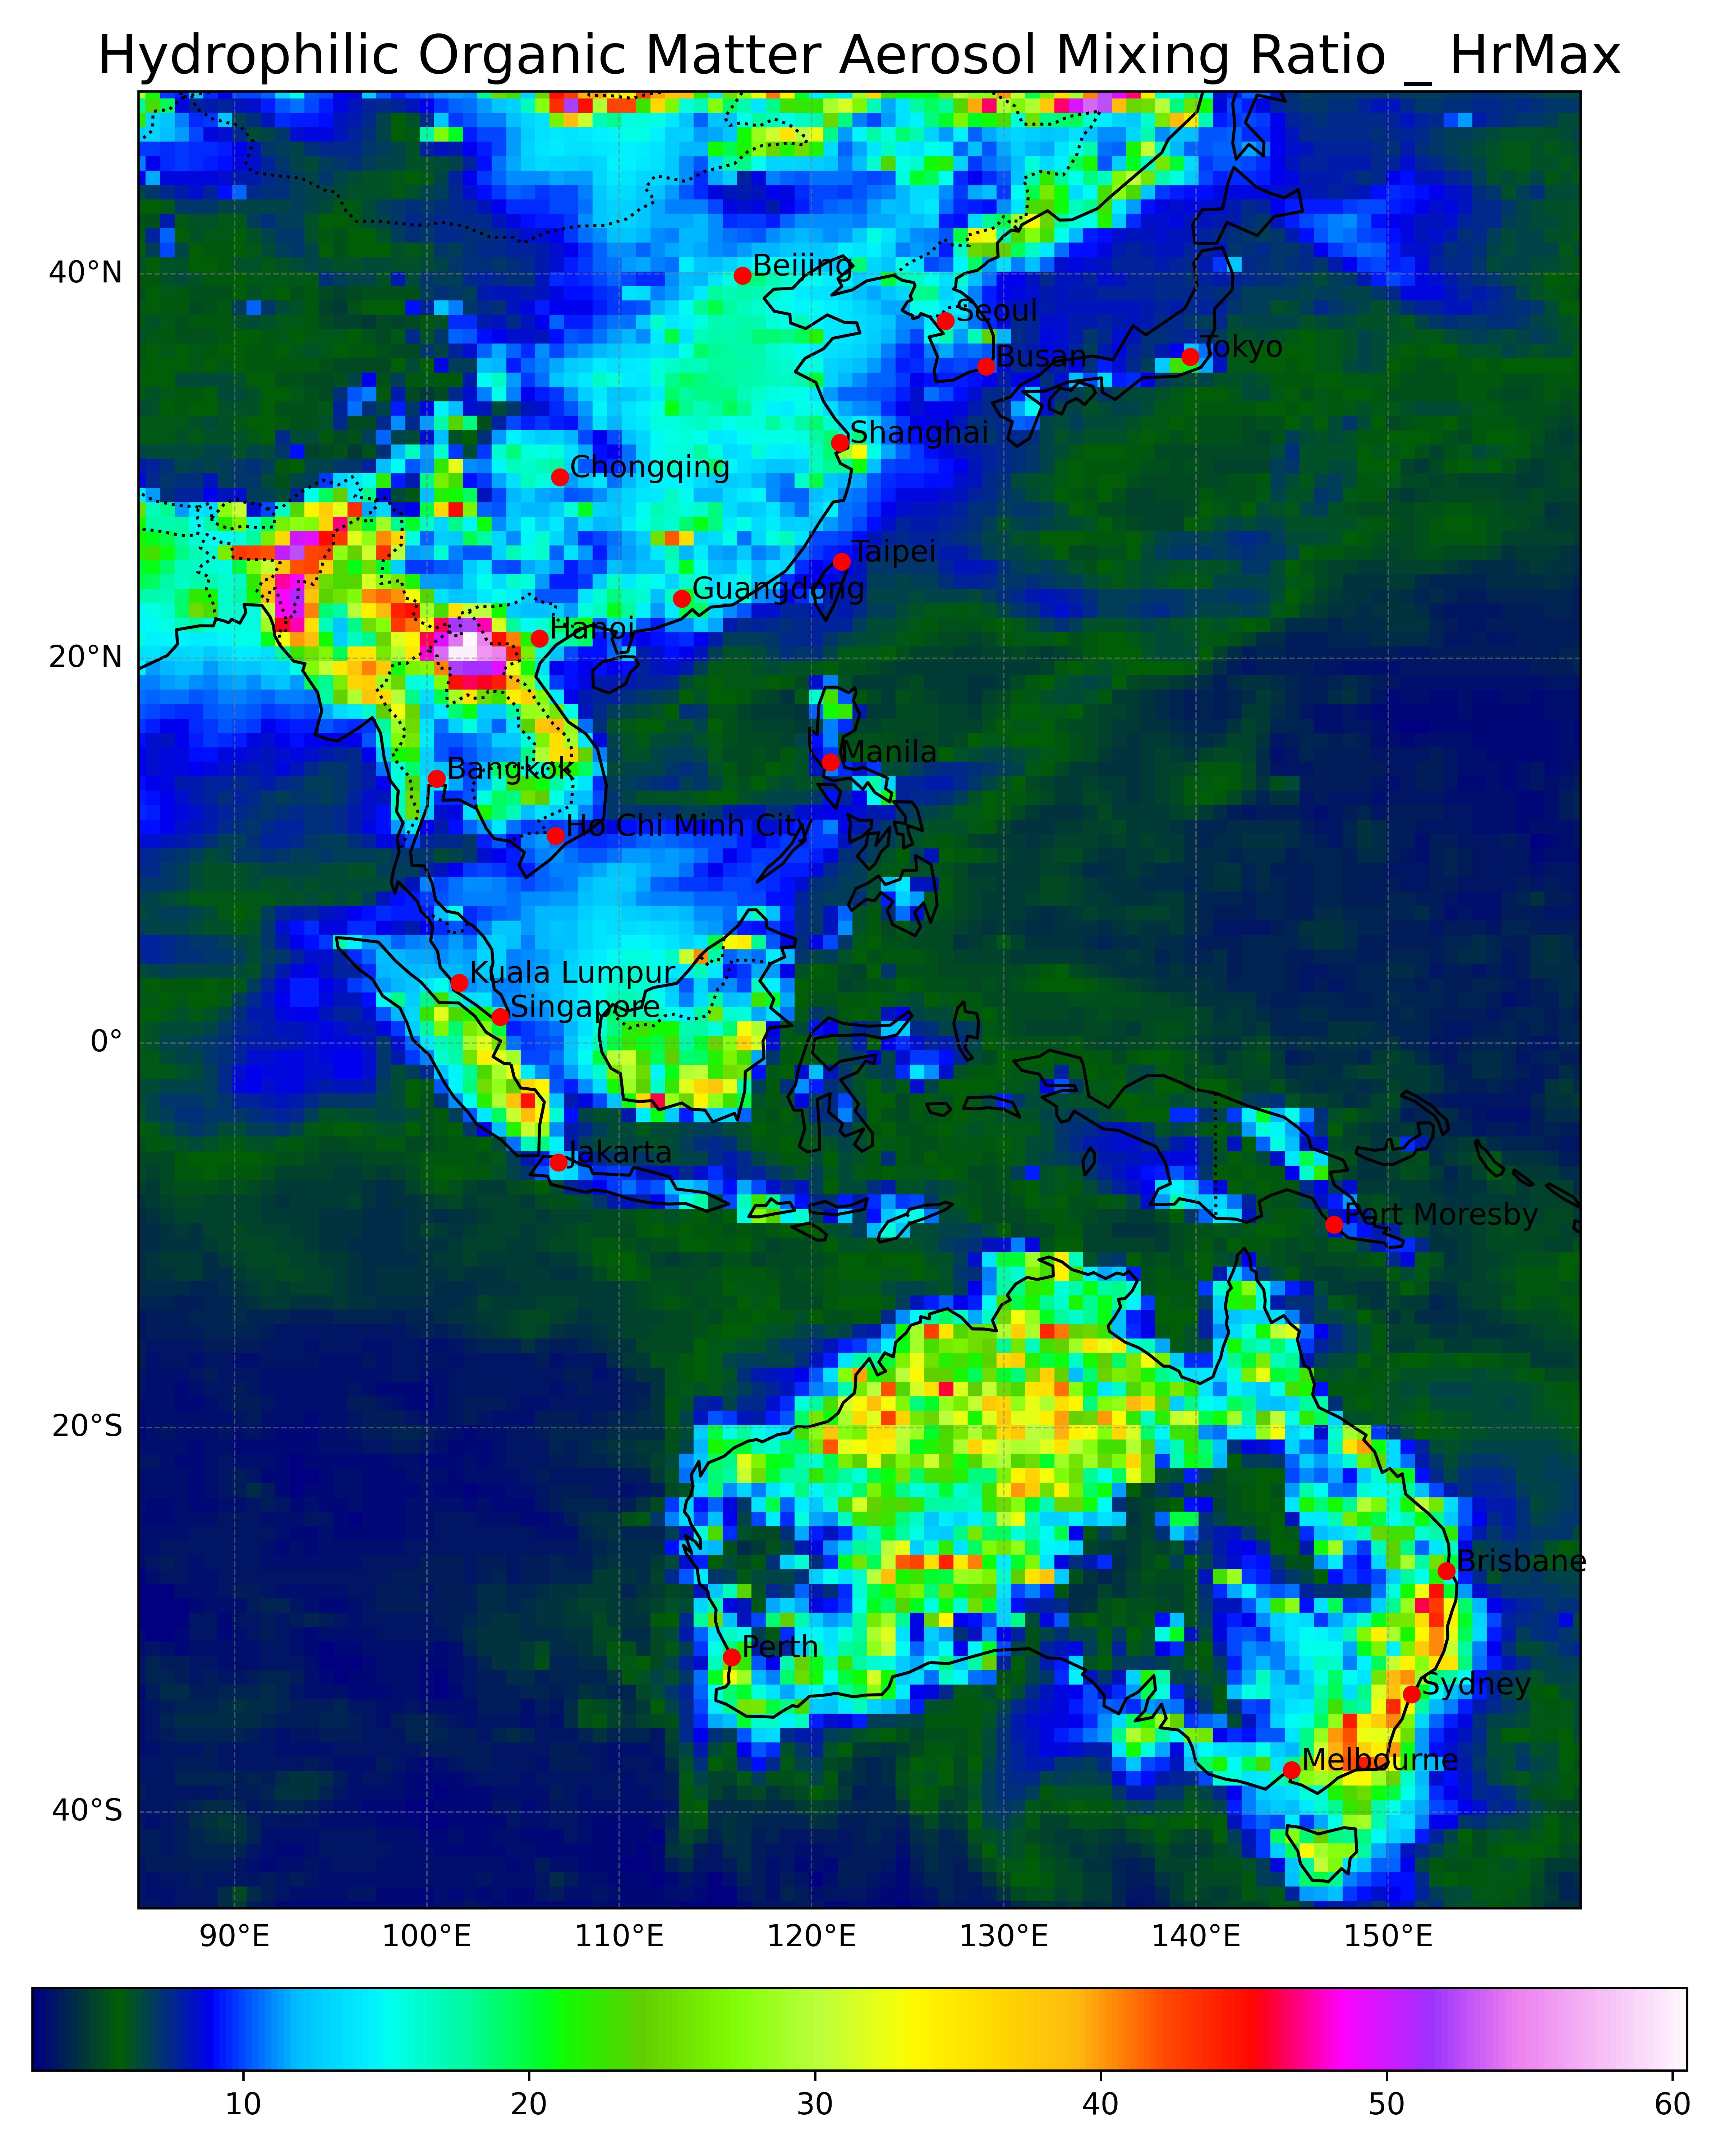 Hydrophilic Organic Matter Aerosol Mixing Ratio _ HrMax
40°N
20°N
0°
20°S
40°S
Beijing
Seoul
Busan
Tokyo
Shanghai
Chongqing
Taipei
Guangdong
Hanoi
Manila
Bangkok
Ho Chi Minh City
Kuala Lumpur
Singapore
Jakarta
Port Moresby
Brisbane
Perth
Sydney
Melbourne
90°E 100°E 110°E 120°E 130°E 140°E 150°E
10 20 30 40 50 60